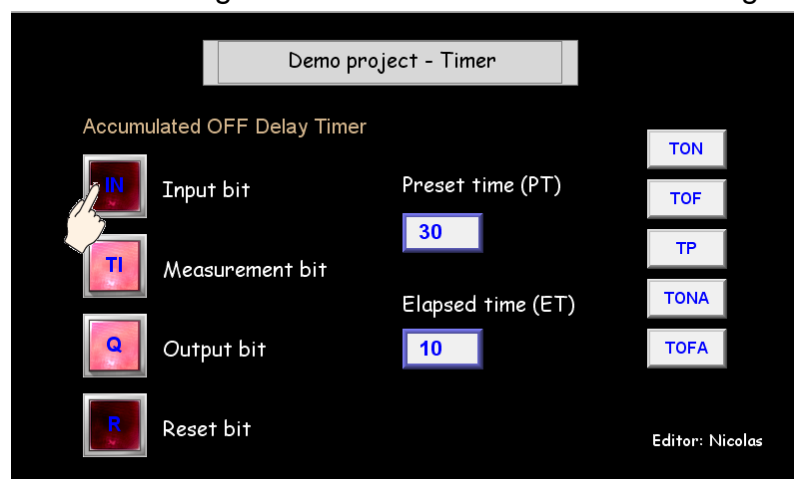 Demo project - Timer
Accumulated OFF Delay Timer
IN
Input bit
TI
Measurement bit
Q
Output bit
R
Reset bit
Preset time (PT)
30
Elapsed time (ET)
10
TON
TOF
TP
TONA
TOFA
Editor: Nicolas